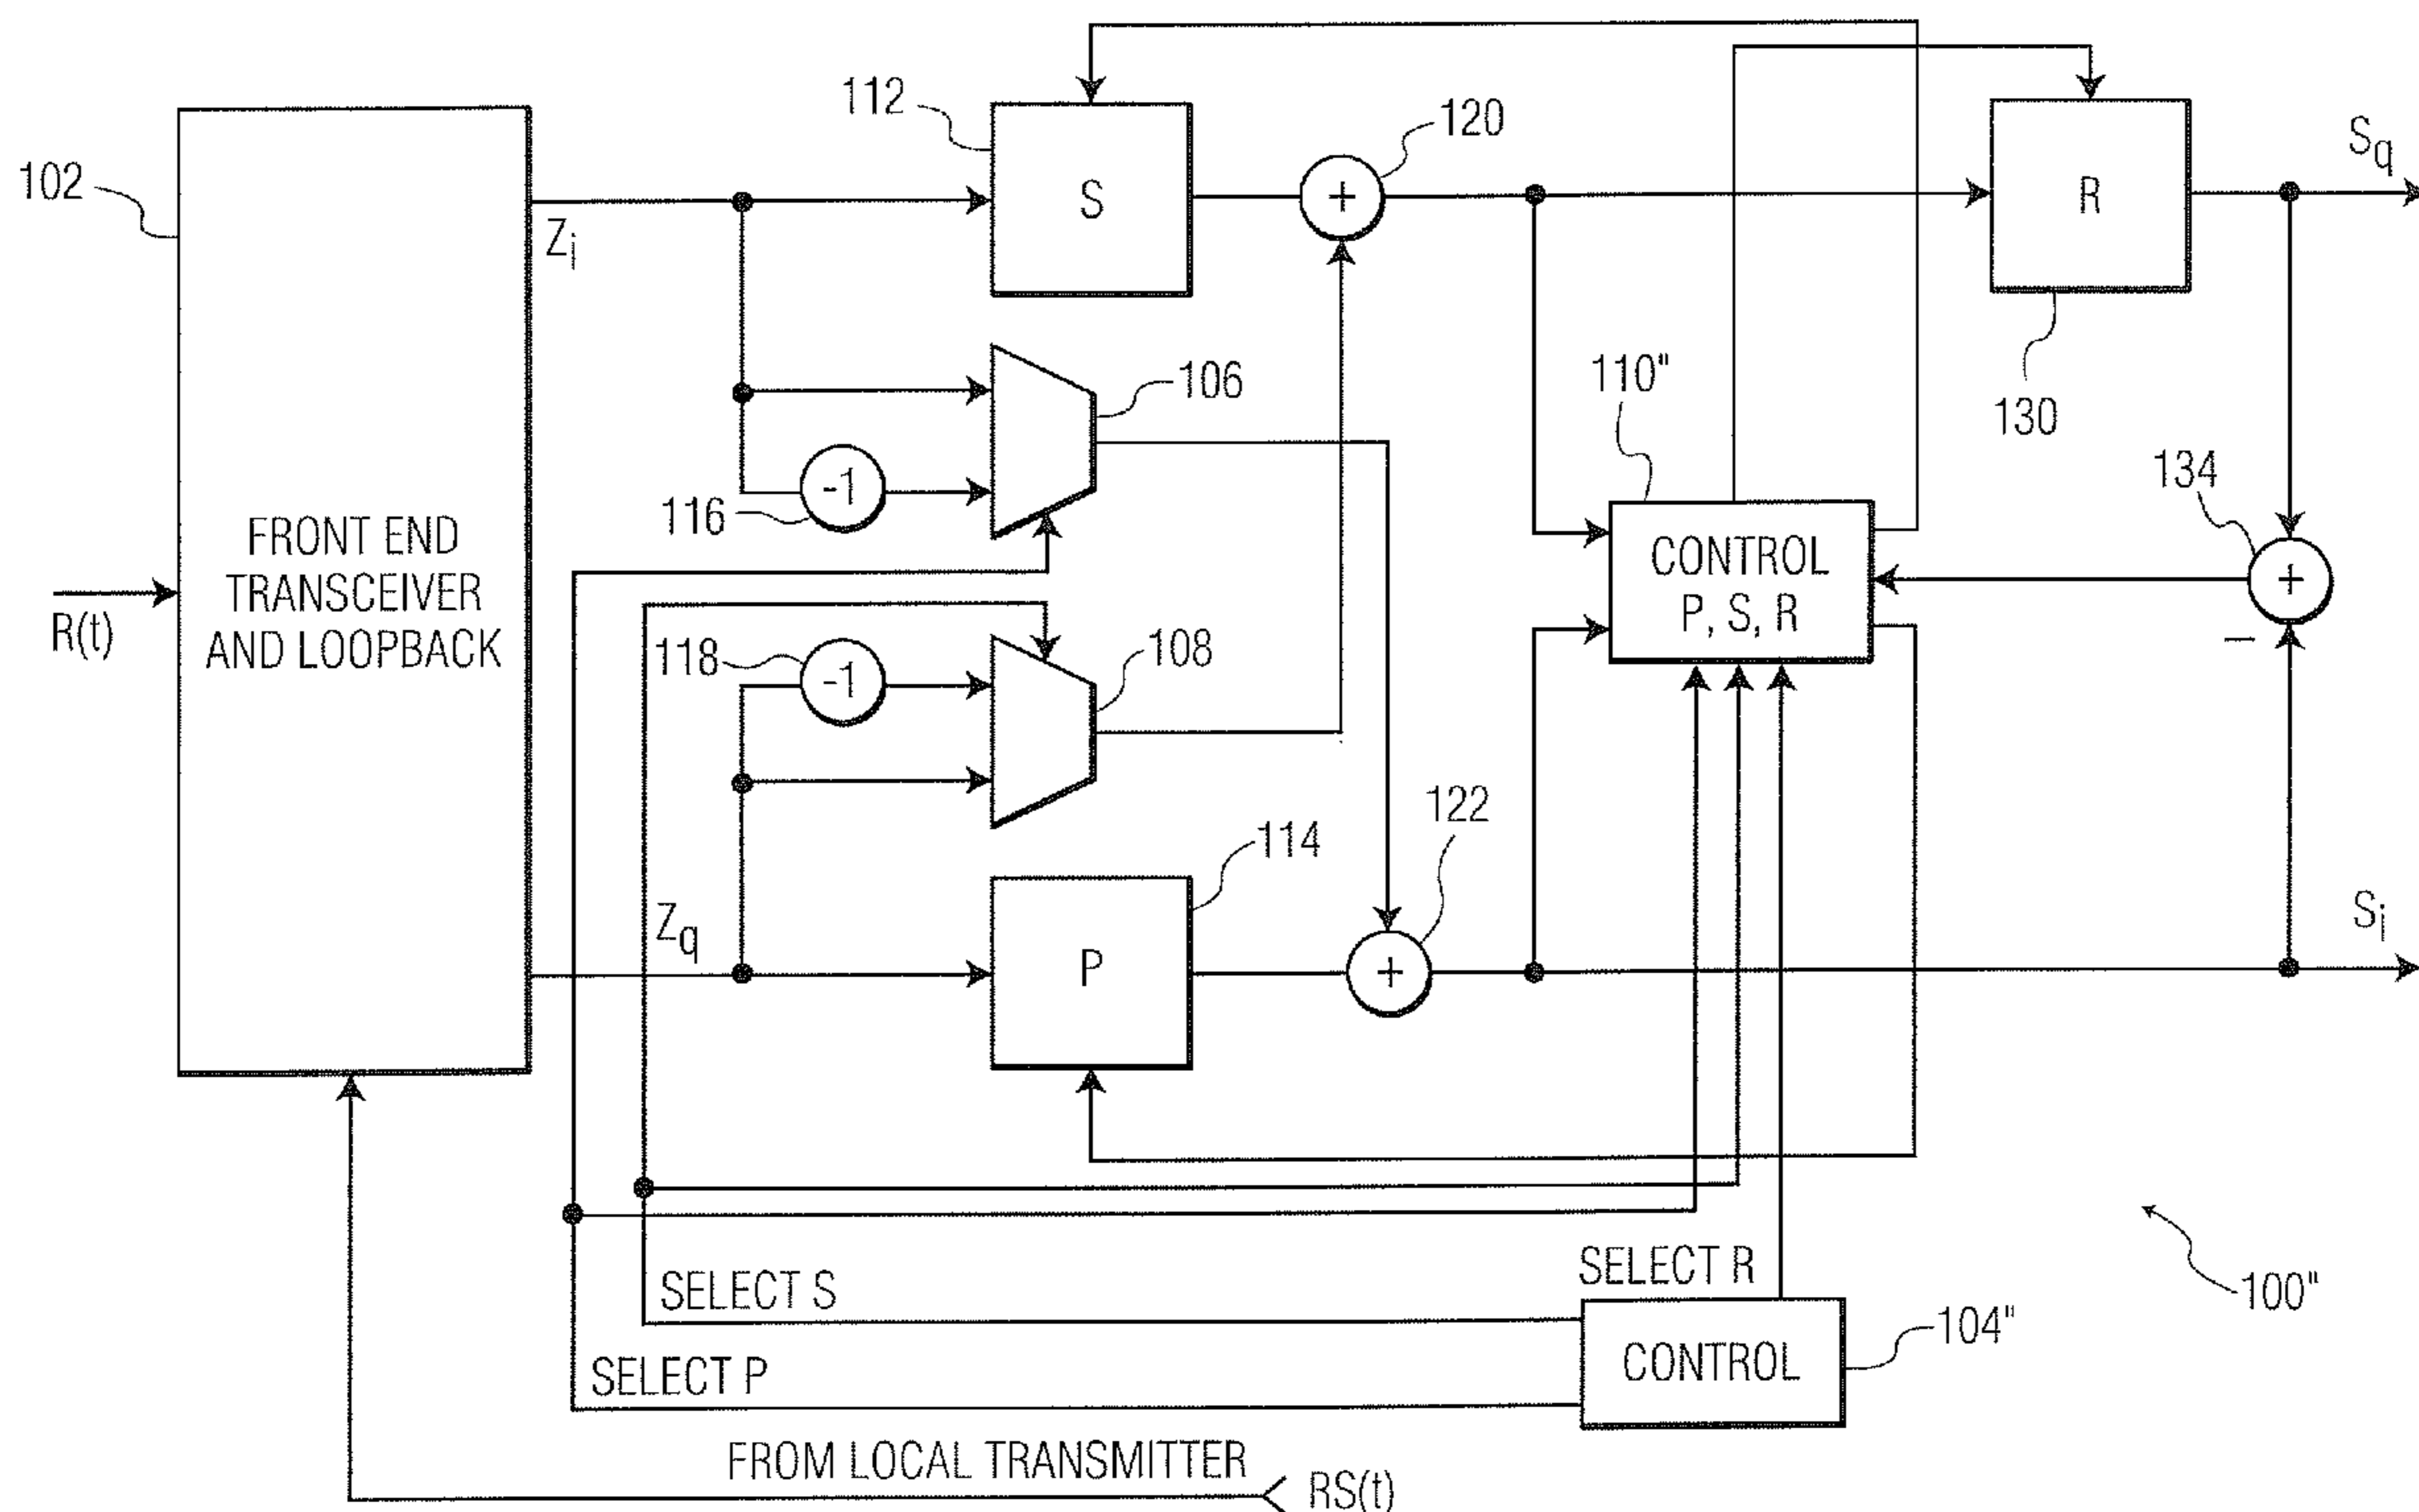 112
120
S
+
R
Sq
102
Zi
106
110"
130
116
-1
134
FRONT END
TRANSCEIVER
AND LOOPBACK
CONTROL
P, S, R
+
−
R(t)
118
-1
108
114
122
Zq
P
+
Si
SELECT S
SELECT R
100"
SELECT P
CONTROL
104"
FROM LOCAL TRANSMITTER
RS(t)